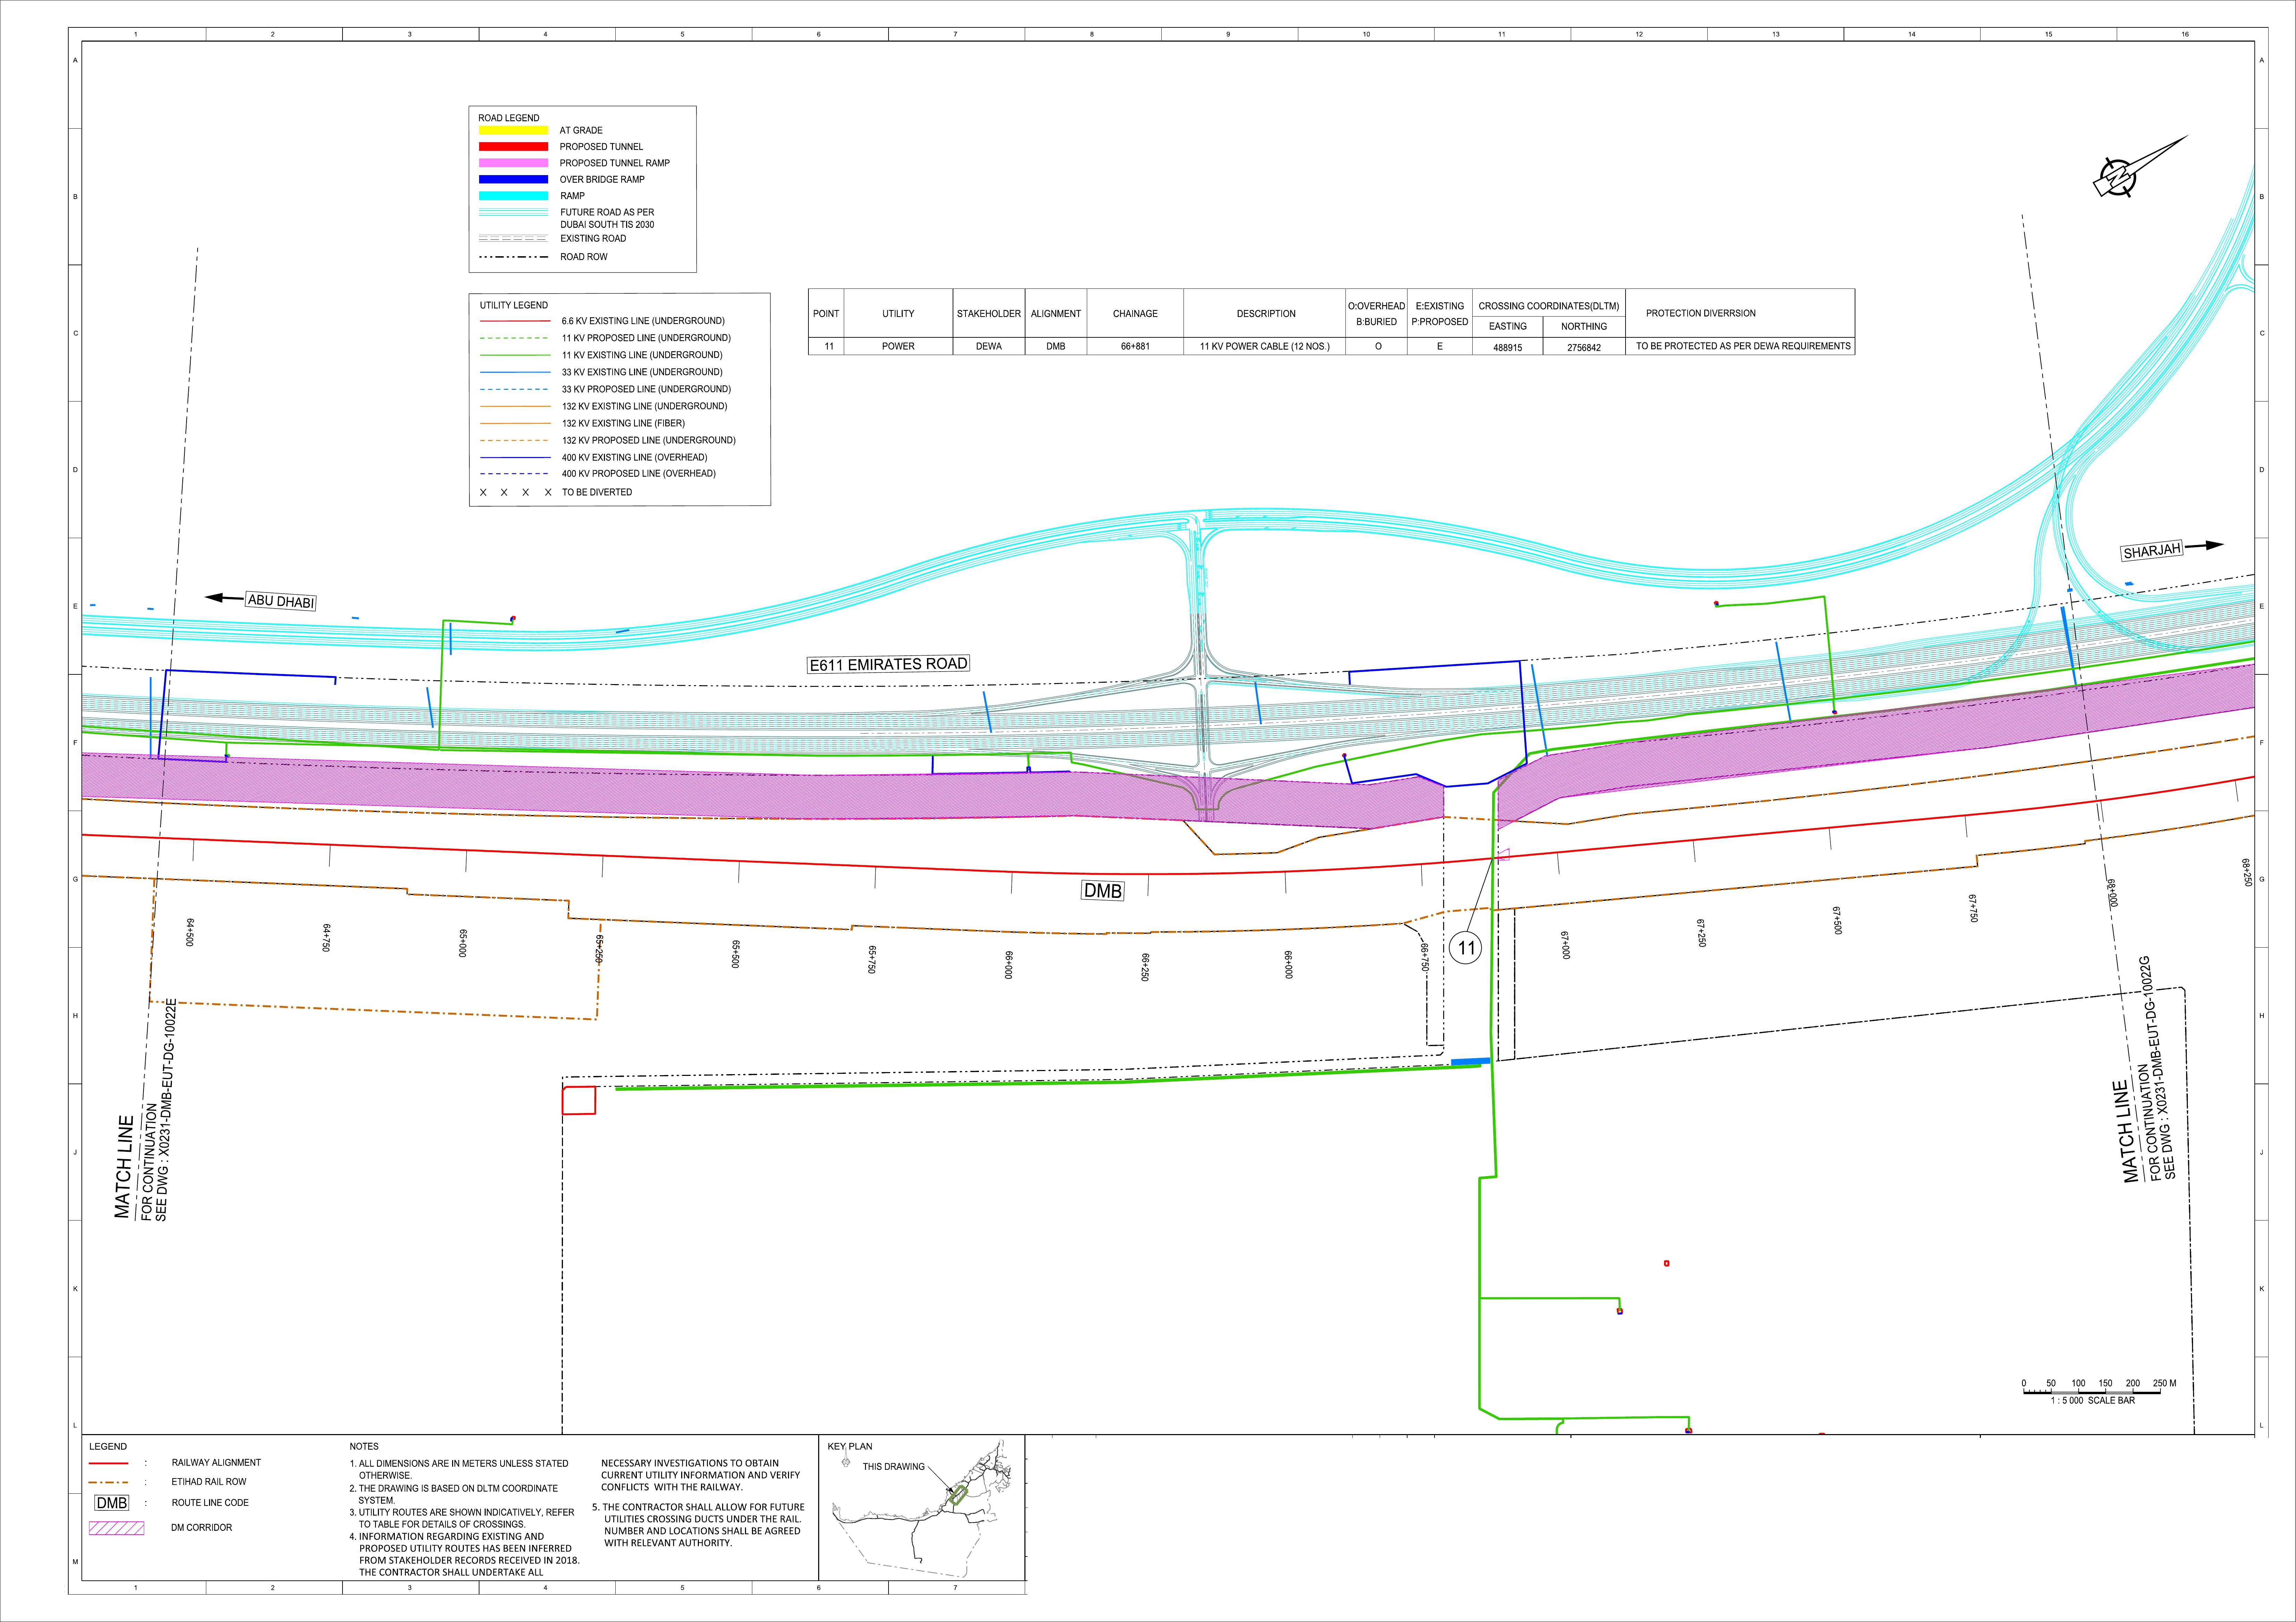 1 2 3 4 5 6 7 8 9 10 11 12 13 14 15 16
A A
B B
C C
D D
E E
F F
G G
H H
J J
K K
L L
M
ROAD LEGEND
AT GRADE
PROPOSED TUNNEL
PROPOSED TUNNEL RAMP
OVER BRIDGE RAMP
RAMP
FUTURE ROAD AS PER
DUBAI SOUTH TIS 2030
EXISTING ROAD
ROAD ROW
UTILITY LEGEND
6.6 KV EXISTING LINE (UNDERGROUND)
11 KV PROPOSED LINE (UNDERGROUND)
11 KV EXISTING LINE (UNDERGROUND)
33 KV EXISTING LINE (UNDERGROUND)
33 KV PROPOSED LINE (UNDERGROUND)
132 KV EXISTING LINE (UNDERGROUND)
132 KV EXISTING LINE (FIBER)
132 KV PROPOSED LINE (UNDERGROUND)
400 KV EXISTING LINE (OVERHEAD)
400 KV PROPOSED LINE (OVERHEAD)
X X X X TO BE DIVERTED
POINT UTILITY STAKEHOLDER ALIGNMENT CHAINAGE DESCRIPTION O:OVERHEAD B:BURIED E:EXISTING P:PROPOSED CROSSING COORDINATES(DLTM) PROTECTION DIVERRSION
EASTING NORTHING
11 POWER DEWA DMB 66+881 11 KV POWER CABLE (12 NOS.) O E 488915 2756842 TO BE PROTECTED AS PER DEWA REQUIREMENTS
N
SHARJAH
ABU DHABI
E611 EMIRATES ROAD
DMB
64+500
64+750
65+000
65+250
65+500
65+750
66+000
66+250
66+000
66+750
11
67+000
67+250
67+500
67+750
68+000
68+250
MATCH LINE
FOR CONTINUATION
SEE DWG : X0231-DMB-EUT-DG-10022E
MATCH LINE
FOR CONTINUATION
SEE DWG : X0231-DMB-EUT-DG-10022G
0 50 100 150 200 250 M
1 : 5 000 SCALE BAR
LEGEND
: RAILWAY ALIGNMENT
: ETIHAD RAIL ROW
DMB : ROUTE LINE CODE
DM CORRIDOR
NOTES
1. ALL DIMENSIONS ARE IN METERS UNLESS STATED
OTHERWISE.
2. THE DRAWING IS BASED ON DLTM COORDINATE
SYSTEM.
3. UTILITY ROUTES ARE SHOWN INDICATIVELY, REFER
TO TABLE FOR DETAILS OF CROSSINGS.
4. INFORMATION REGARDING EXISTING AND
PROPOSED UTILITY ROUTES HAS BEEN INFERRED
FROM STAKEHOLDER RECORDS RECEIVED IN 2018.
THE CONTRACTOR SHALL UNDERTAKE ALL
NECESSARY INVESTIGATIONS TO OBTAIN
CURRENT UTILITY INFORMATION AND VERIFY
CONFLICTS WITH THE RAILWAY.
5. THE CONTRACTOR SHALL ALLOW FOR FUTURE
UTILITIES CROSSING DUCTS UNDER THE RAIL.
NUMBER AND LOCATIONS SHALL BE AGREED
WITH RELEVANT AUTHORITY.
KEY PLAN
THIS DRAWING
1 2 3 4 5 6 7